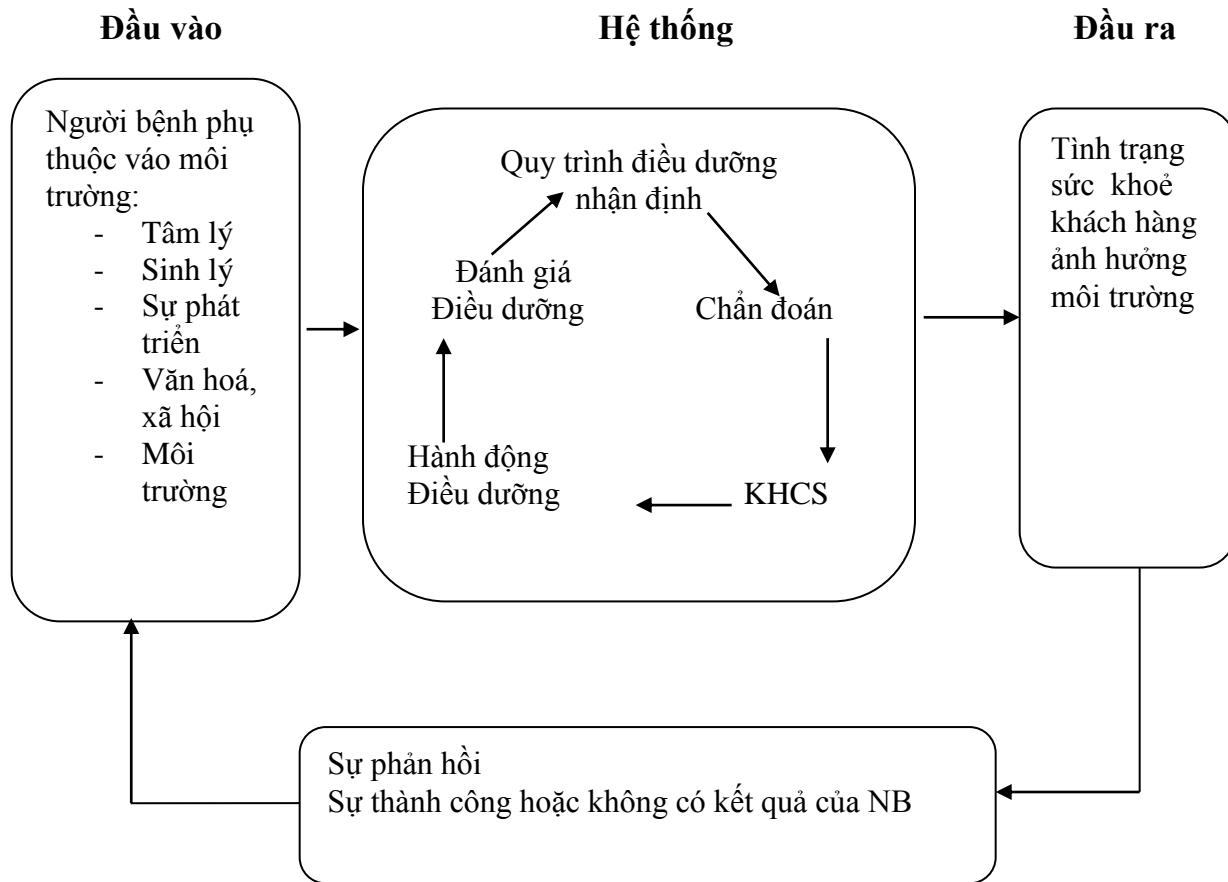 Đầu vào
Hệ thống
Đầu ra
Người bệnh phụ
thuộc váo môi
trường:
- Tâm lý
- Sinh lý
- Sự phát
triển
- Văn hoá,
xã hội
- Môi
trường
Quy trình điều dưỡng
nhận định
Chẩn đoán
KHCS
Hành động
Điều dưỡng
Đánh giá
Điều dưỡng
Tình trạng
sức khoẻ
khách hàng
ảnh hưởng
môi trường
Sự phản hồi
Sự thành công hoặc không có kết quả của NB